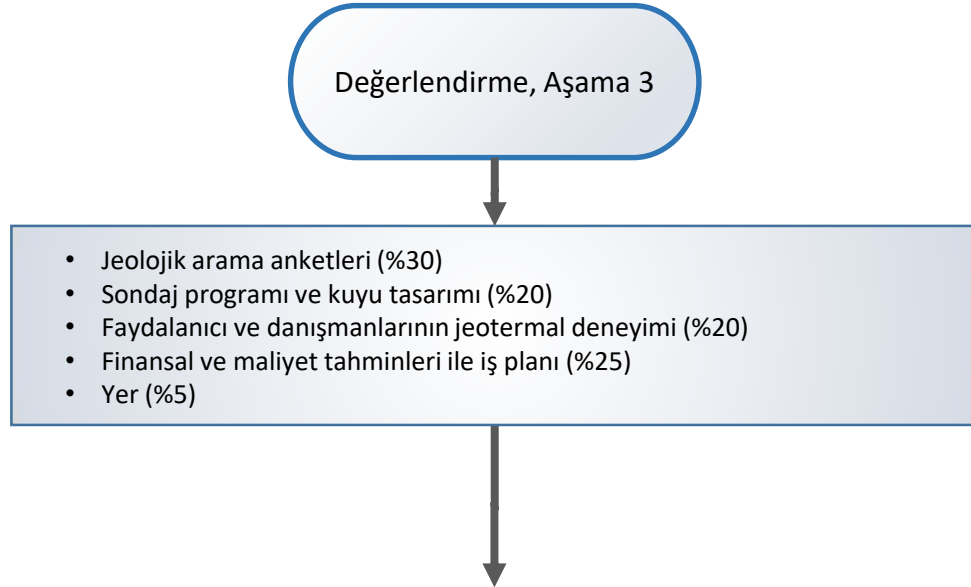 Değerlendirme, Aşama 3
• Jeolojik arama anketleri (%30)
• Sondaj programı ve kuyu tasarımı (%20)
• Faydalanıcı ve danışmanlarının jeotermal deneyimi (%20)
• Finansal ve maliyet tahminleri ile iş planı (%25)
• Yer (%5)